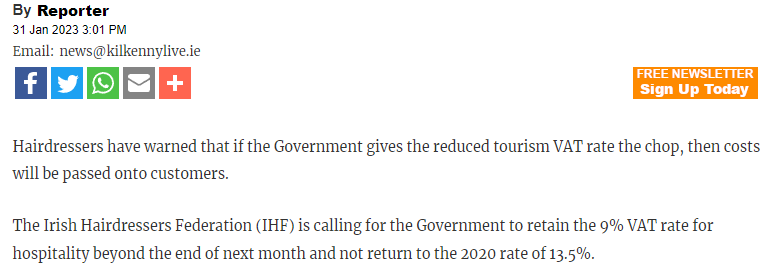 By Reporter
31 Jan 2023 3:01 PM
Email: news@kilkennylive.ie
FREE NEWSLETTER
Sign Up Today
Hairdressers have warned that if the Government gives the reduced tourism VAT rate the chop, then costs
will be passed onto customers.
The Irish Hairdressers Federation (IHF) is calling for the Government to retain the 9% VAT rate for
hospitality beyond the end of next month and not return to the 2020 rate of 13.5%.